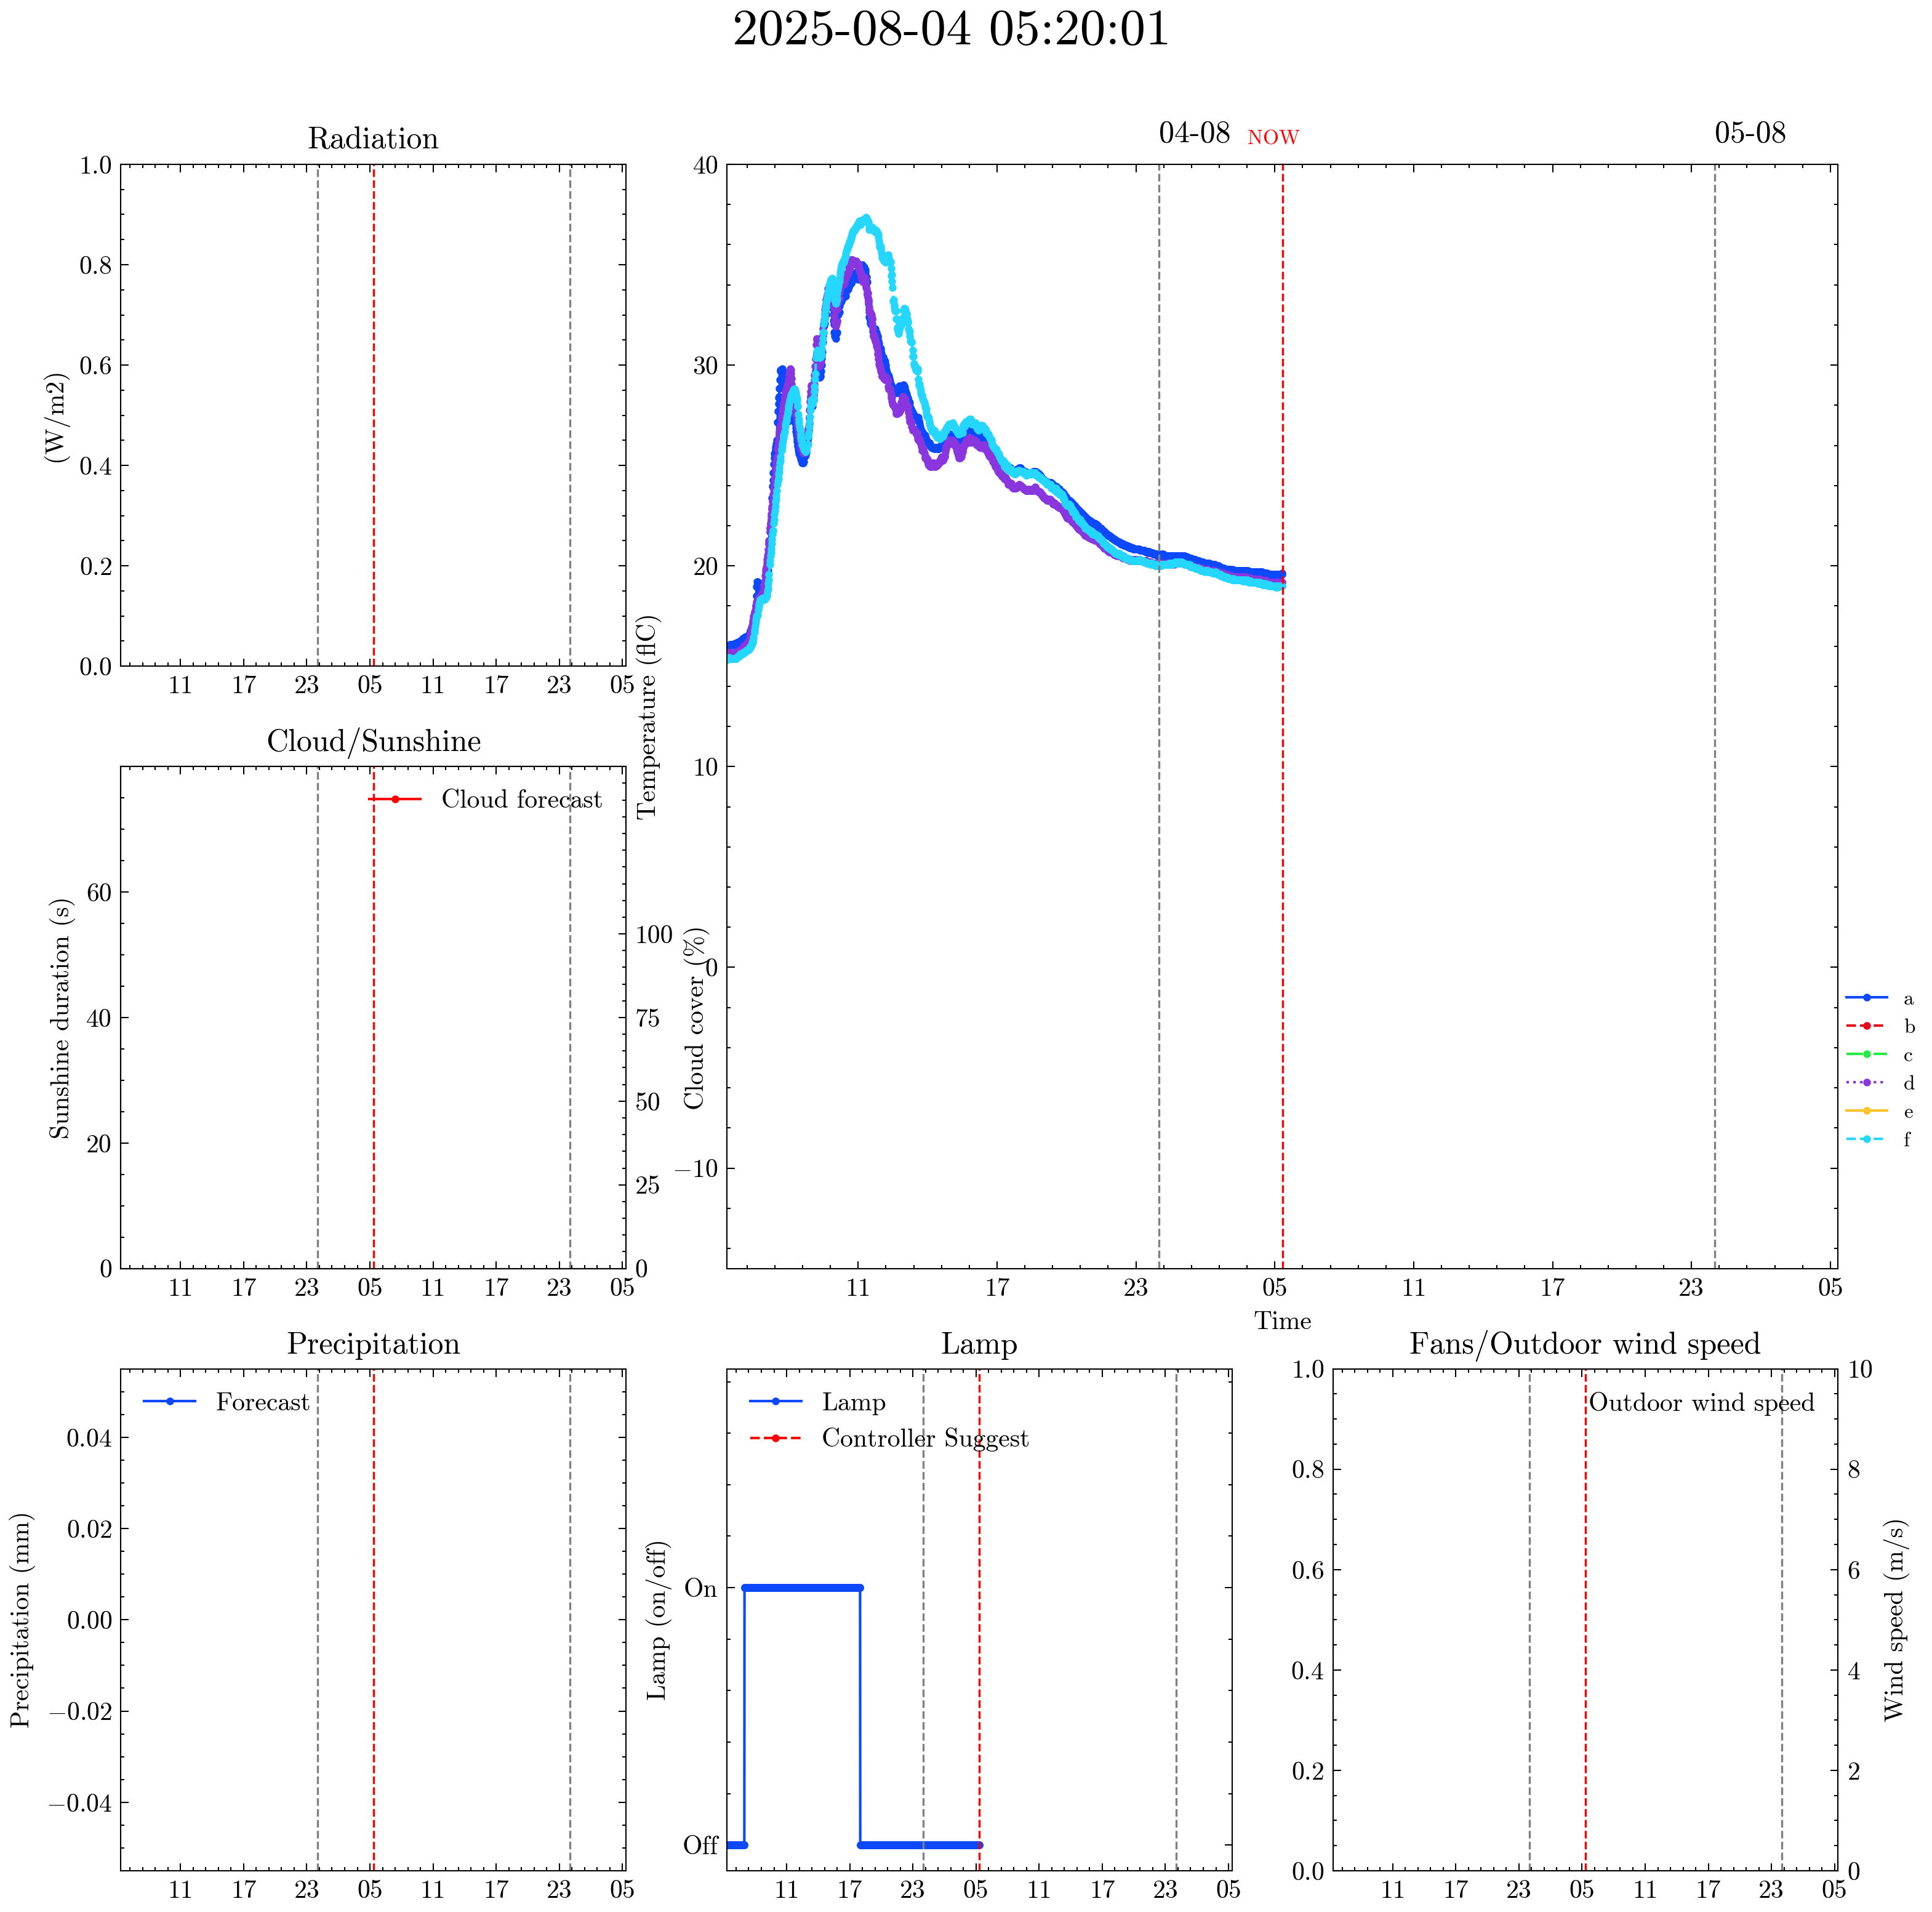 2025-08-04 05:20:01
Radiation
04-08 NOW 05-08
(W/m2)
1.0
0.8
0.6
0.4
0.2
0.0
11 17 23 05 11 17 23 05
Temperature (flC)
40
30
20
10
0
−10
11 17 23 05 11 17 23 05
Time
a
b
c
d
e
f
Cloud/Sunshine
Cloud forecast
Sunshine duration (s)
60
40
20
0
Cloud cover (%)
100
75
50
25
0
11 17 23 05 11 17 23 05
Precipitation
Forecast
Precipitation (mm)
0.04
0.02
0.00
−0.02
−0.04
11 17 23 05 11 17 23 05
Lamp
Lamp
Controller Suggest
Lamp (on/off)
On
Off
11 17 23 05 11 17 23 05
Fans/Outdoor wind speed
Outdoor wind speed
1.0
0.8
0.6
0.4
0.2
0.0
Wind speed (m/s)
10
8
6
4
2
0
11 17 23 05 11 17 23 05